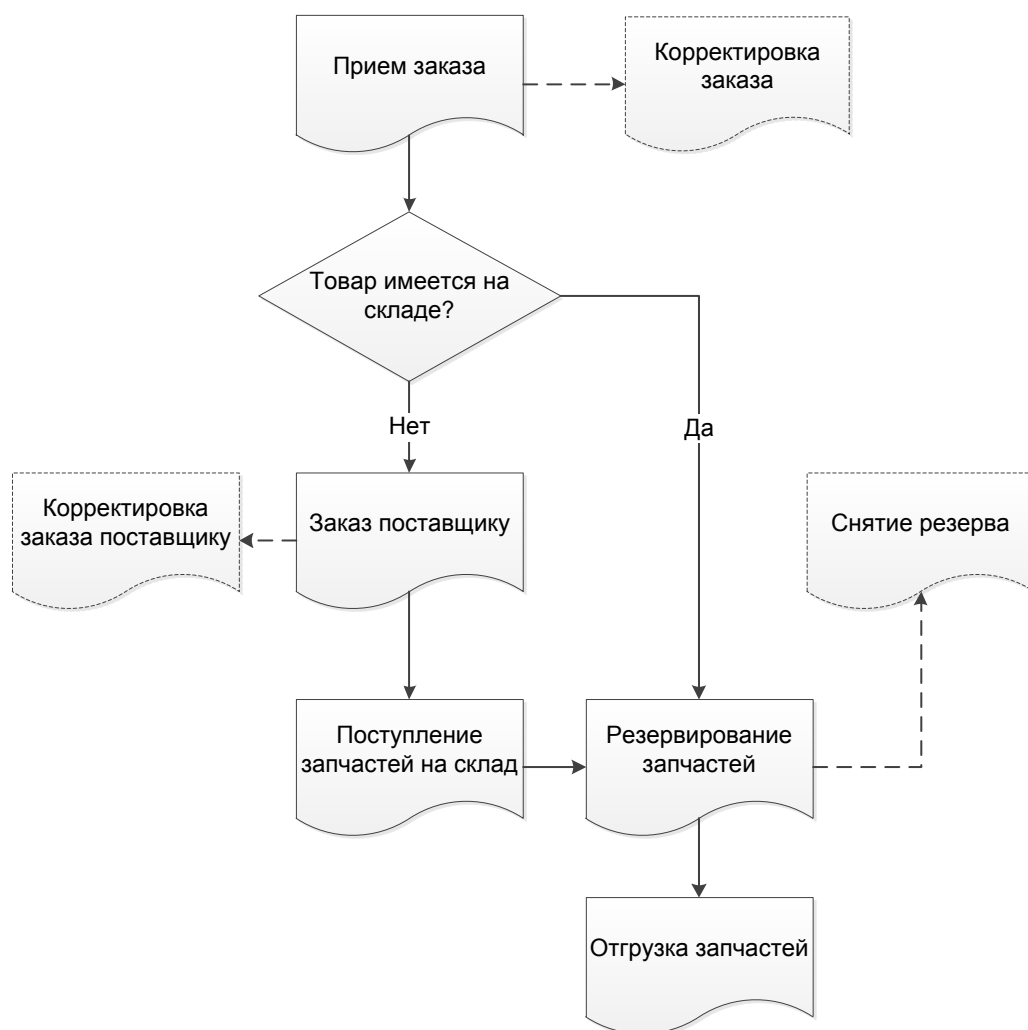 Прием заказа
Корректировка
заказа
Товар имеется на
складе?
Нет
Да
Корректировка
заказа поставщику
Заказ поставщику
Снятие резерва
Поступление
запчастей на склад
Резервирование
запчастей
Отгрузка запчастей